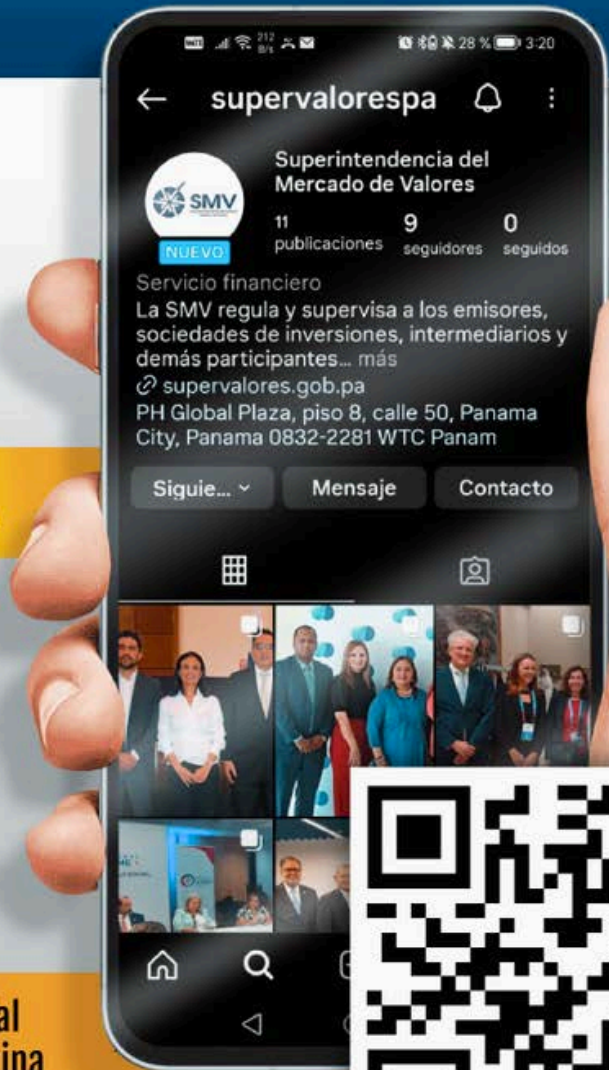 212
B/s
28 % 3:20
supervalorespa
SMV
NUEVO
Superintendencia del
Mercado de Valores
11
publicaciones
9
seguidores
0
seguidos
Servicio financiero
La SMV regula y supervisa a los emisores,
sociedades de inversiones, intermediarios y
demás participantes... más
supervalores.gob.pa
PH Global Plaza, piso 8, calle 50, Panama
City, Panama 0832-2281 WTC Panam
Siguie...
Mensaje
Contacto
al
ina